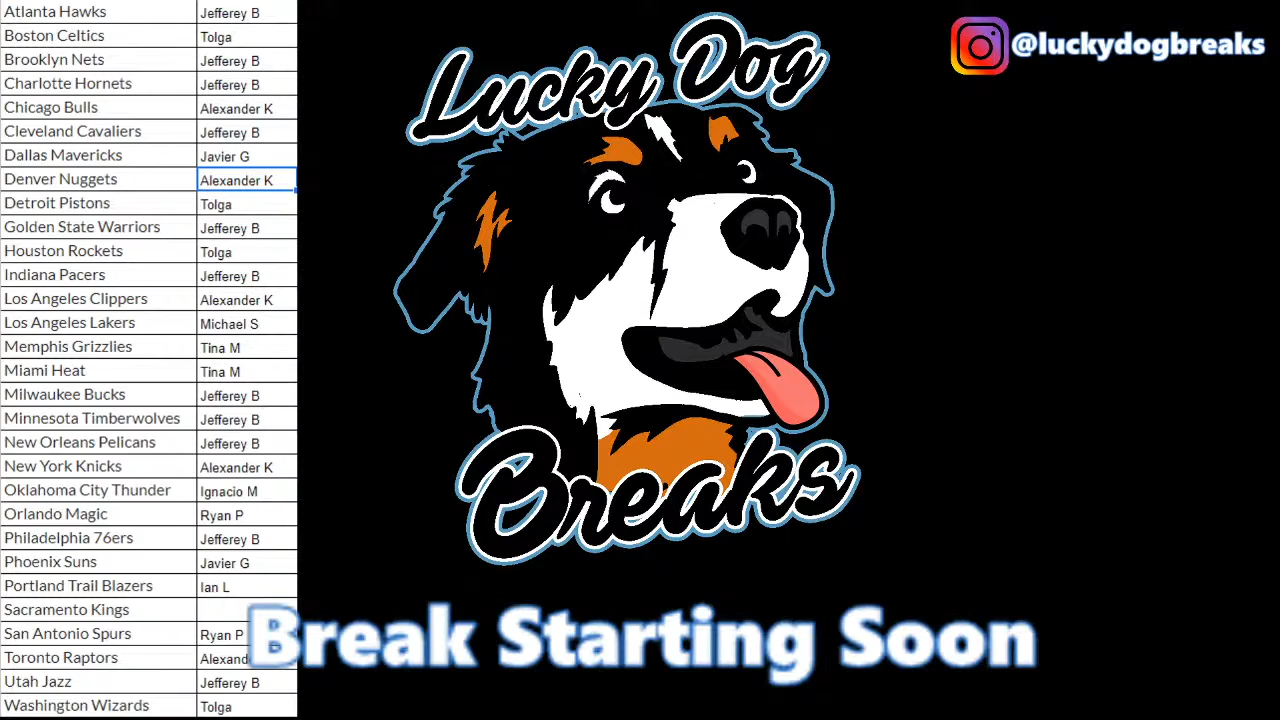 Atlanta Hawks Jefferey B
Boston Celtics Tolga
Brooklyn Nets Jefferey B
Charlotte Hornets Jefferey B
Chicago Bulls Alexander K
Cleveland Cavaliers Jefferey B
Dallas Mavericks Javier G
Denver Nuggets Alexander K
Detroit Pistons Tolga
Golden State Warriors Jefferey B
Houston Rockets Tolga
Indiana Pacers Jefferey B
Los Angeles Clippers Alexander K
Los Angeles Lakers Michael S
Memphis Grizzlies Tina M
Miami Heat Tina M
Milwaukee Bucks Jefferey B
Minnesota Timberwolves Jefferey B
New Orleans Pelicans Jefferey B
New York Knicks Alexander K
Oklahoma City Thunder Ignacio M
Orlando Magic Ryan P
Philadelphia 76ers Jefferey B
Phoenix Suns Javier G
Portland Trail Blazers Ian L
Sacramento Kings
San Antonio Spurs Ryan P
Toronto Raptors Alexand
Utah Jazz Jefferey B
Washington Wizards Tolga
Lucky Dog
Breaks
@luckydogbreaks
Break Starting Soon